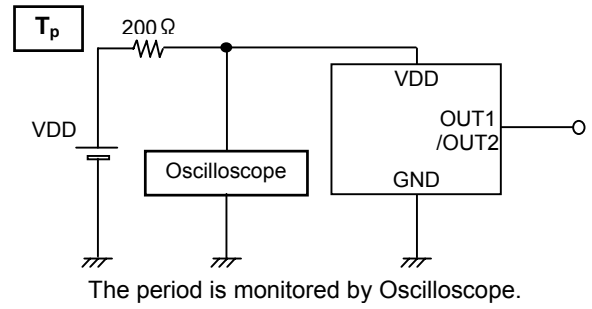 Tp
200Ω
VDD
Oscilloscope
VDD
OUT1
/OUT2
GND
The period is monitored by Oscilloscope.